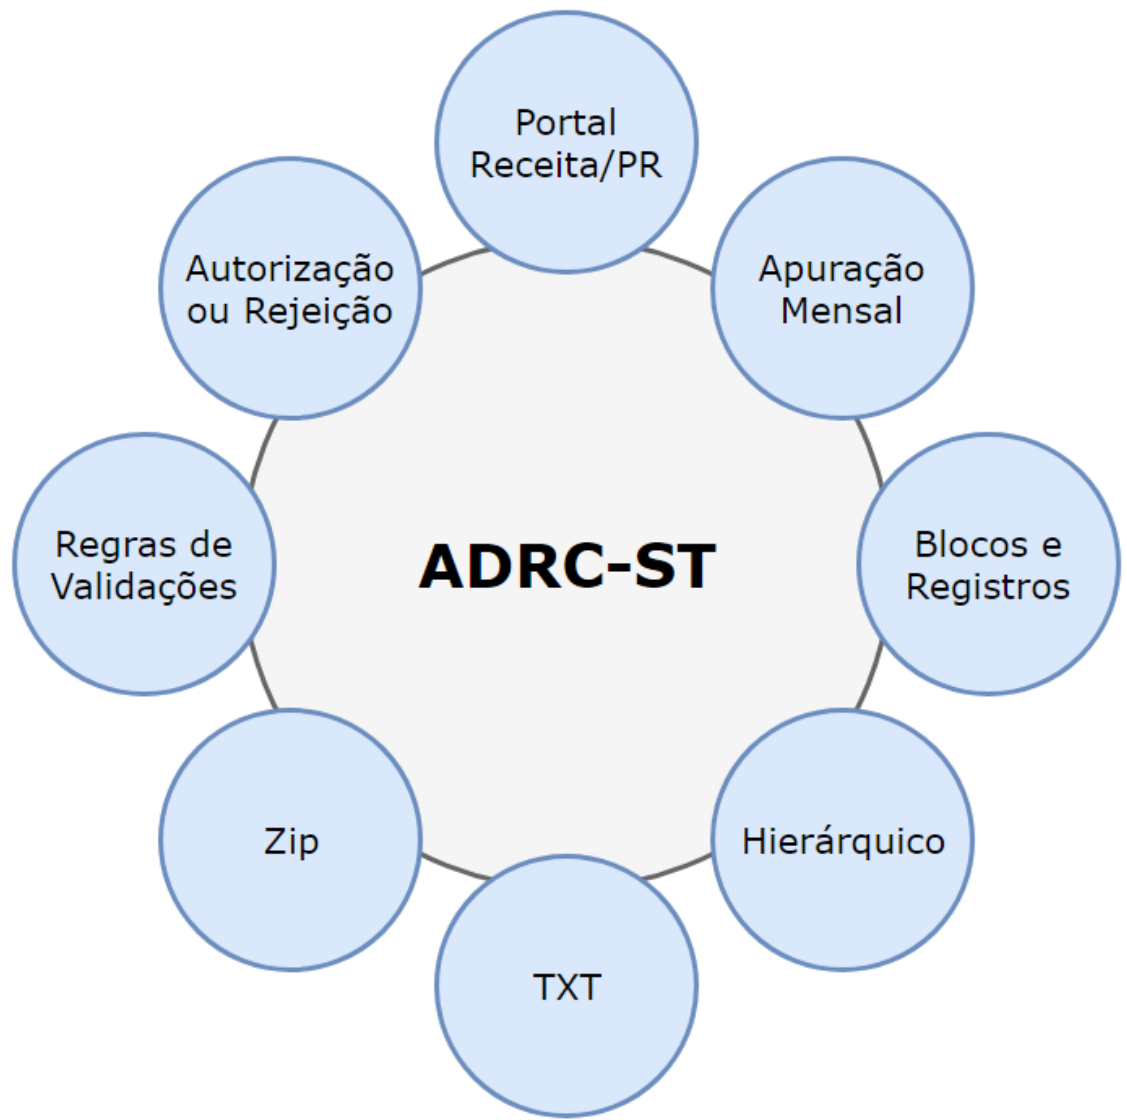 Portal
Receita/PR
Apuração
Mensal
Blocos e
Registros
Hierárquico
TXT
Zip
Regras de
Validações
Autorização
ou Rejeição
ADRC-ST